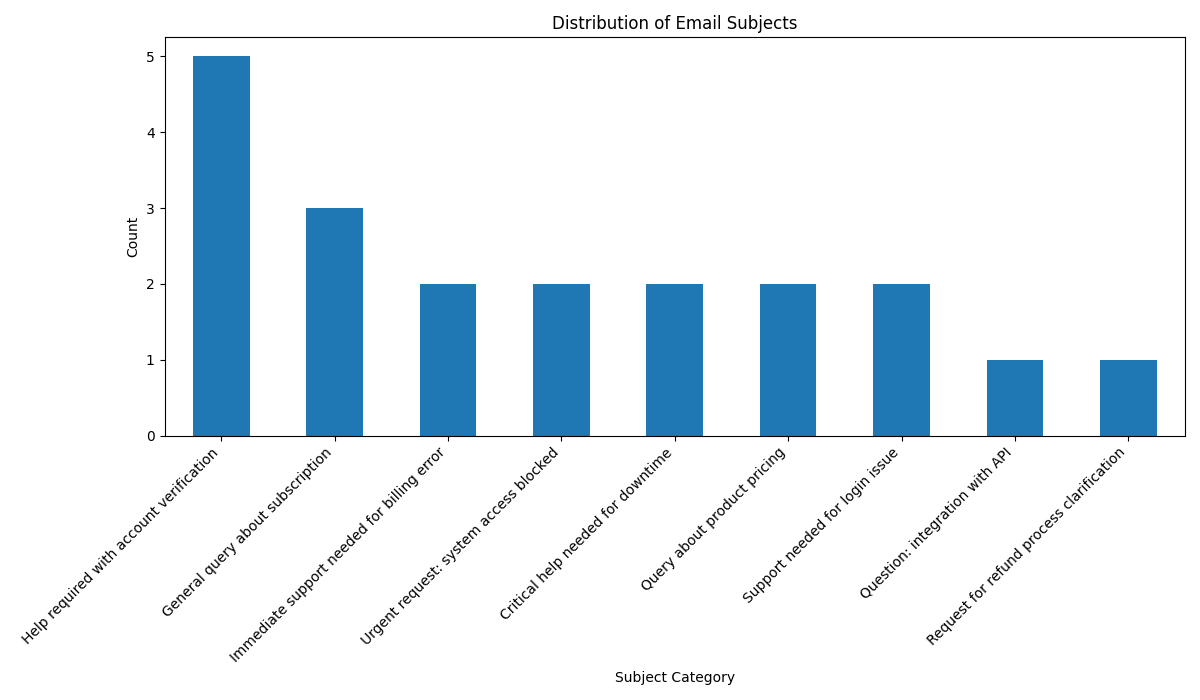 Distribution of Email Subjects
Count
5
4
3
2
1
0
Help required with account verification
General query about subscription
Immediate support needed for billing error
Urgent request: system access blocked
Critical help needed for downtime
Query about product pricing
Support needed for login issue
Question: integration with API
Request for refund process clarification
Subject Category